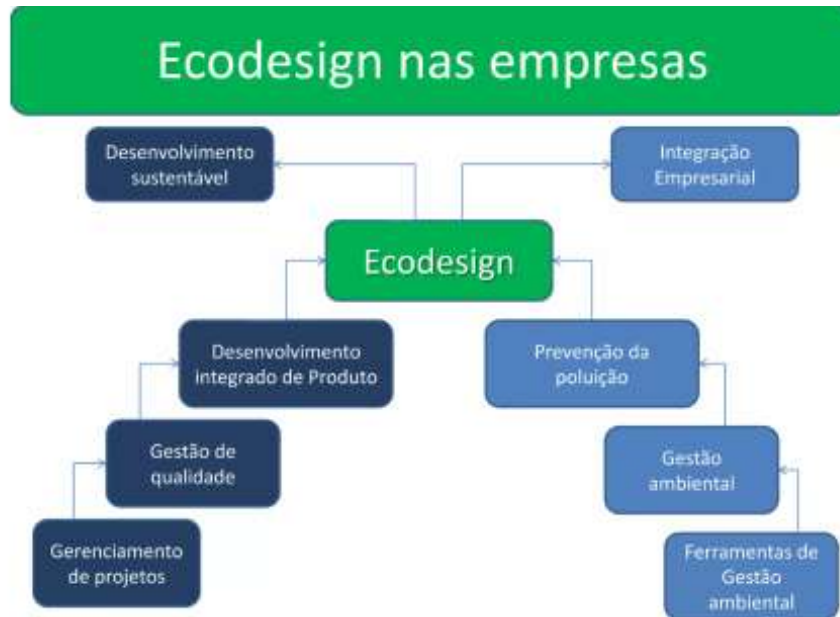 Ecodesign nas empresas
Desenvolvimento
sustentável
Integração
Empresarial
Ecodesign
Desenvolvimento
integrado de Produto
Prevenção da
poluição
Gestão de
qualidade
Gestão
ambiental
Gerenciamento
de projetos
Ferramentas de
Gestão
ambiental